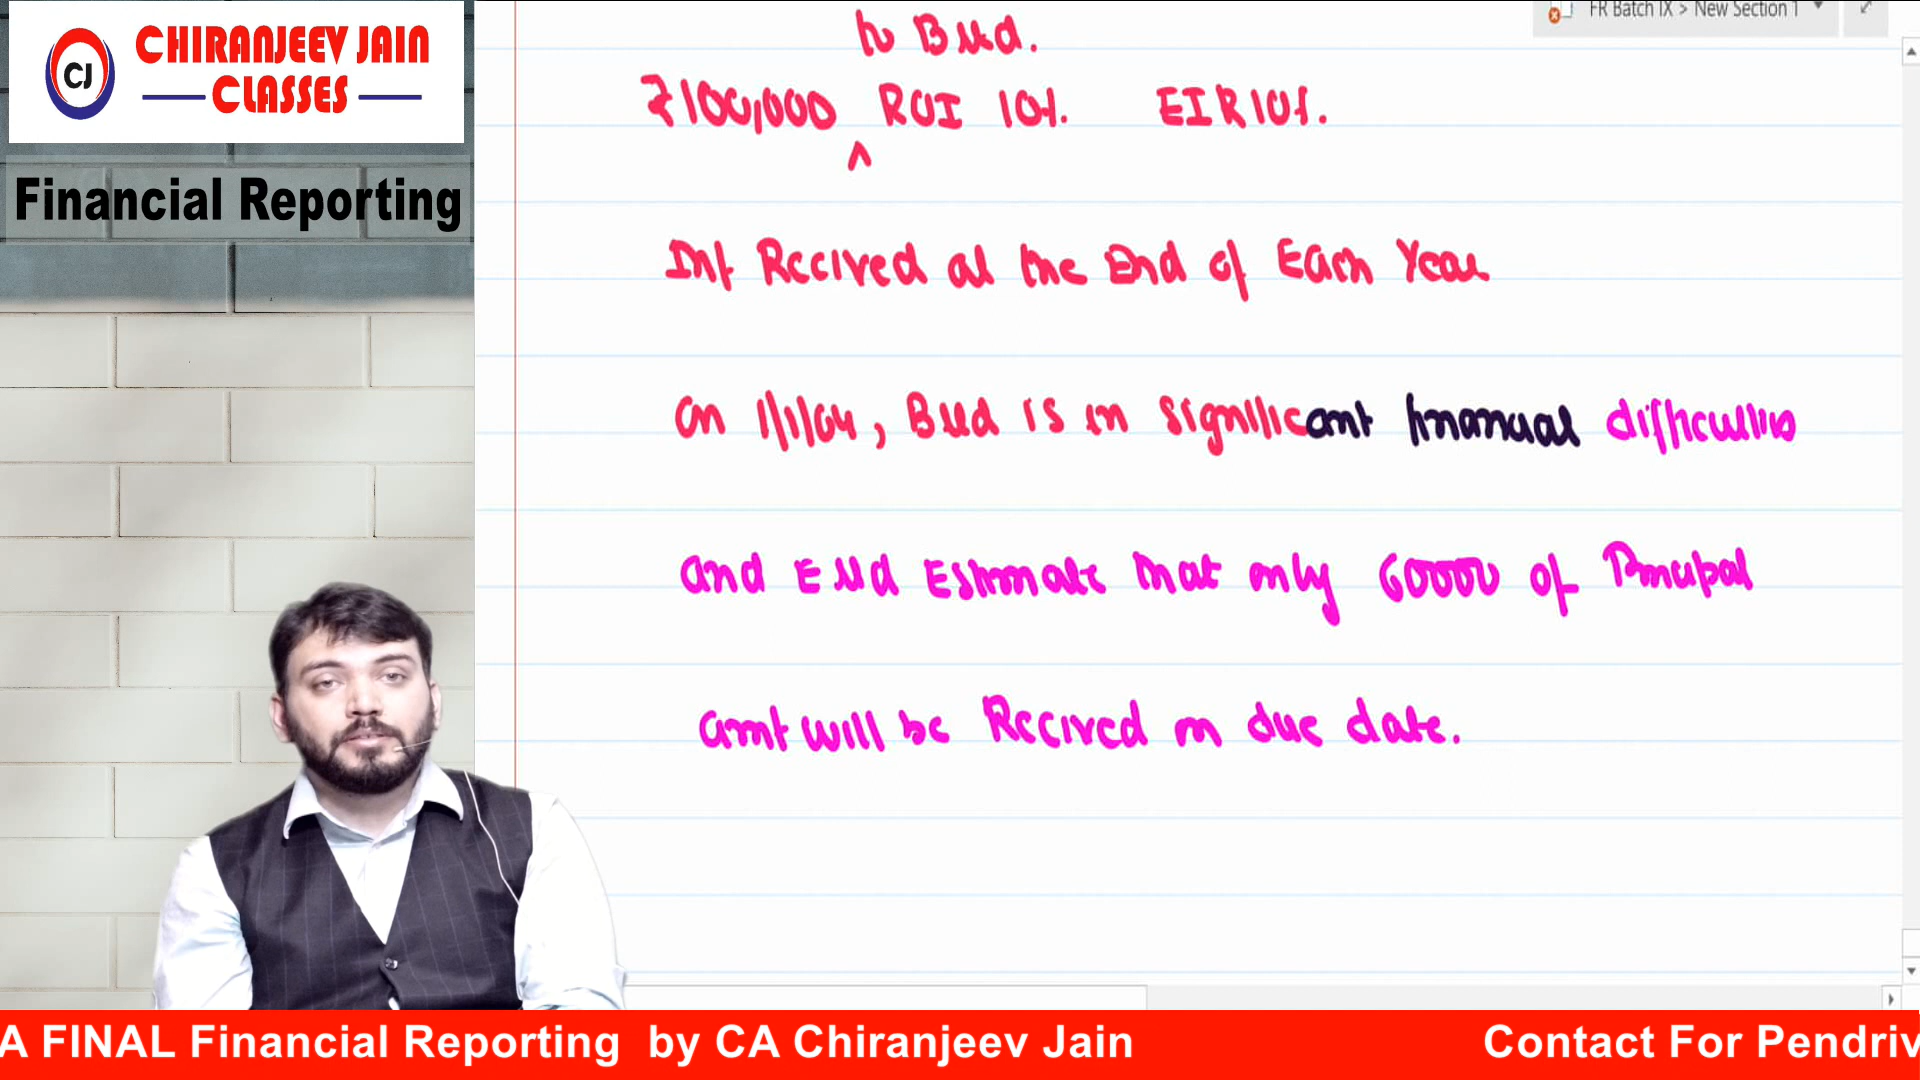 FR Batch IX > New Section 1
CHIRANJEEV JAIN
CJ
CLASSES
Financial Reporting
to B Ltd.
₹100,000 ROI 10%. EIR 10%.
^
Int Recived at the End of Each Year
on 1/1/04, B Ltd is in significant financial difficulties
and E Ltd Estimate that only 60000 of Principal
amt will be Recived on due date.
A FINAL Financial Reporting by CA Chiranjeev Jain
Contact For Pendriv